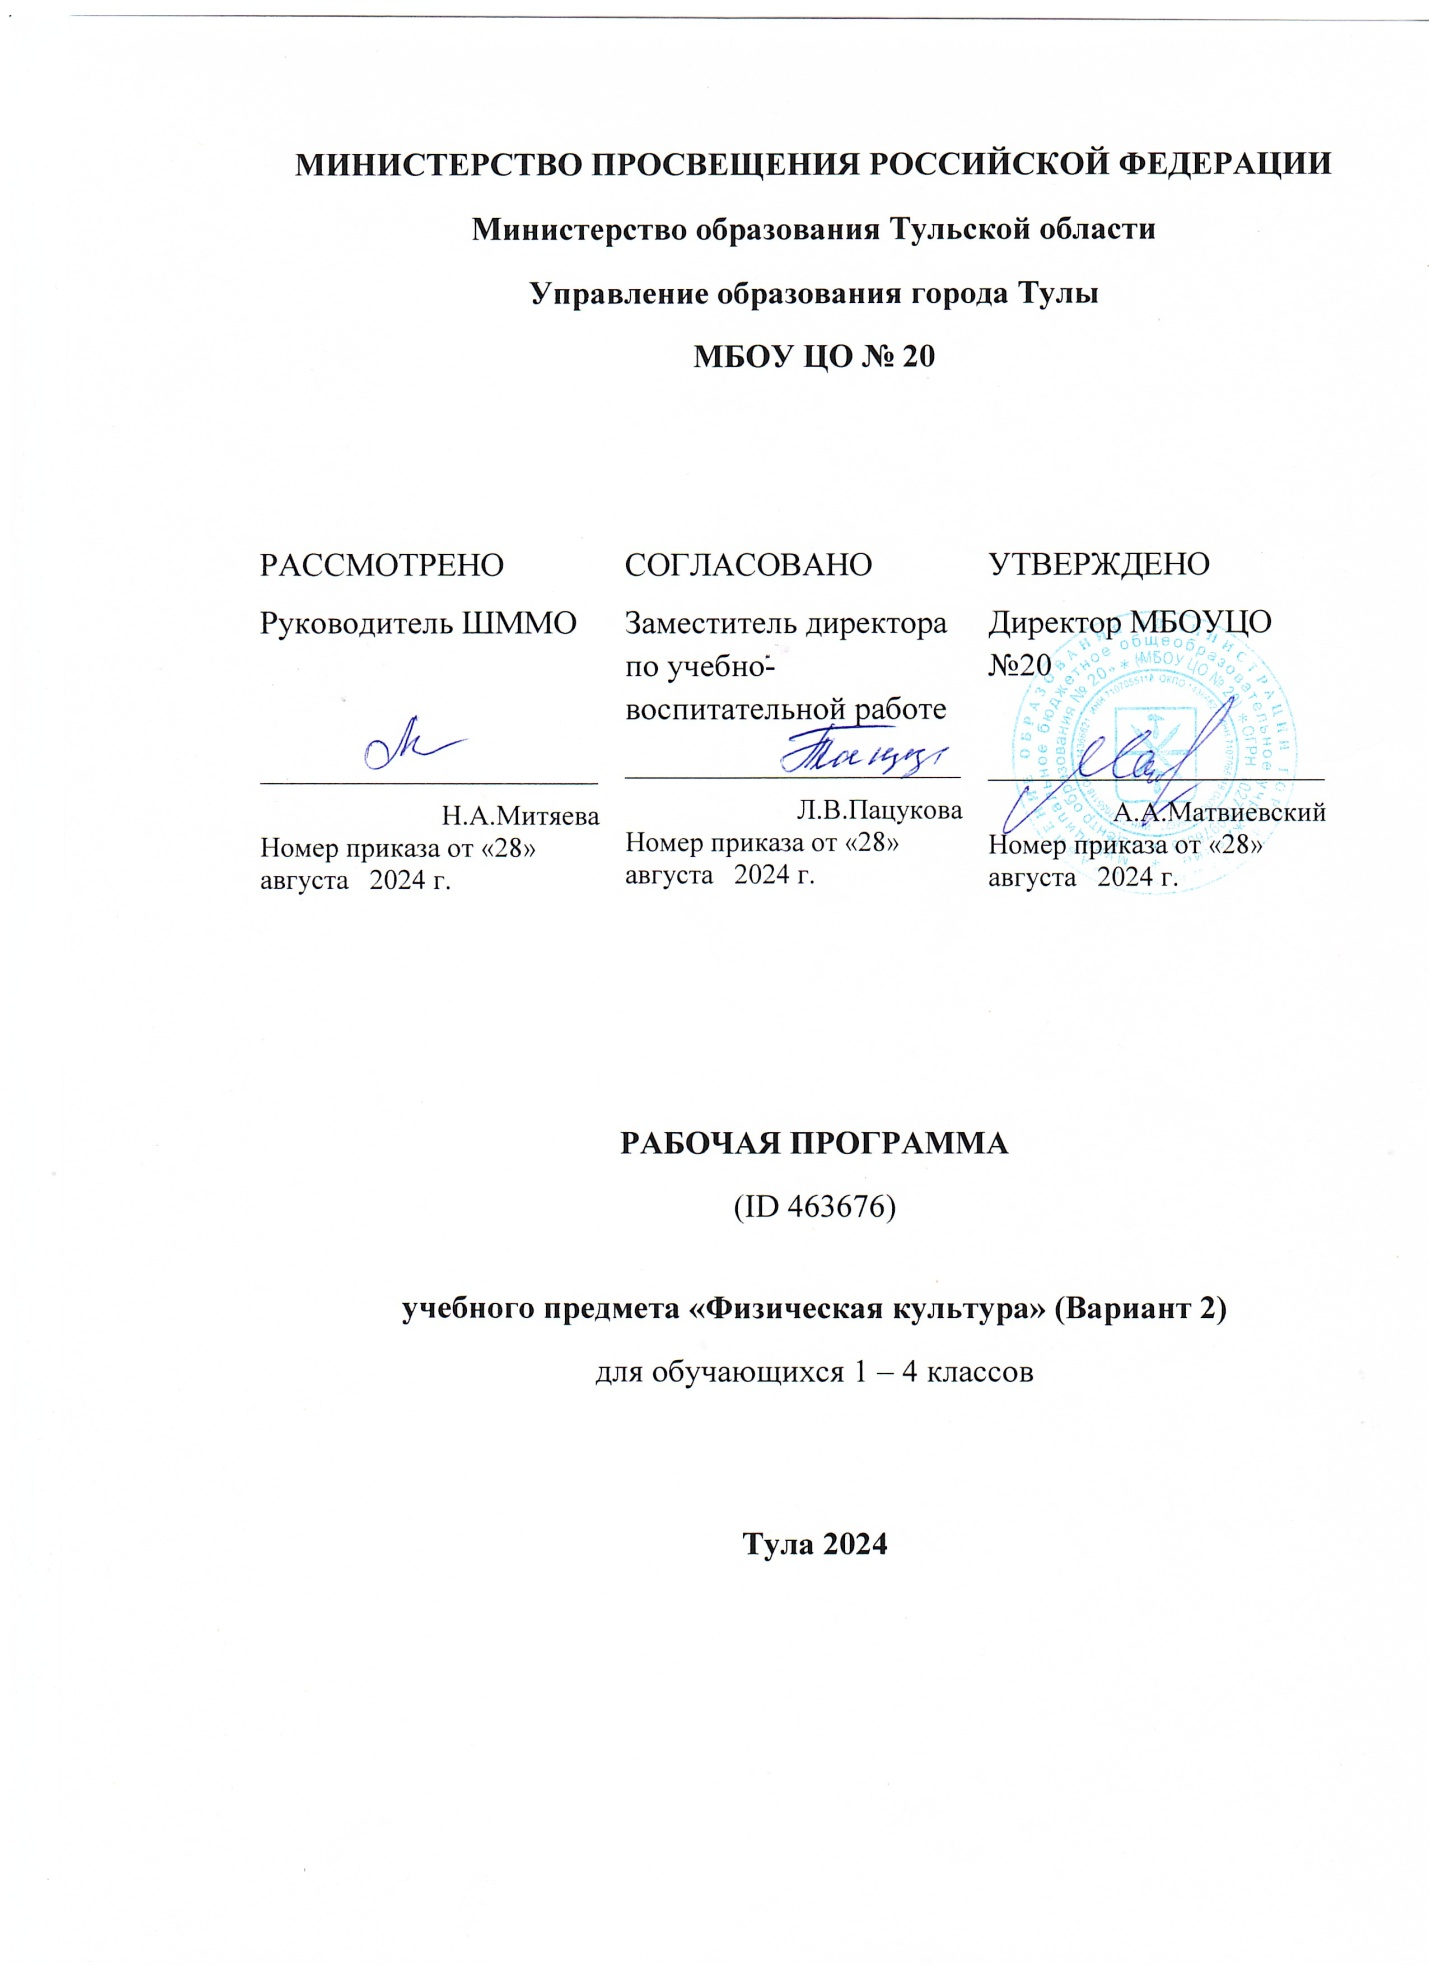 МИНИСТЕРСТВО ПРОСВЕЩЕНИЯ РОССИЙСКОЙ ФЕДЕРАЦИИ
Министерство образования Тульской области
Управление образования города Тулы
МБОУ ЦО № 20
РАССМОТРЕНО
Руководитель ШММО
Н.А.Митяева
Номер приказа от «28»
августа 2024 г.
СОГЛАСОВАНО
Заместитель директора
по учебно-
воспитательной работе
Л.В.Пацукова
Номер приказа от «28»
августа 2024 г.
УТВЕРЖДЕНО
Директор МБОУЦО
№20
А.А.Матвиевский
Номер приказа от «28»
августа 2024 г.
РАБОЧАЯ ПРОГРАММА
(ID 463676)
учебного предмета «Физическая культура» (Вариант 2)
для обучающихся 1 – 4 классов
Тула 2024